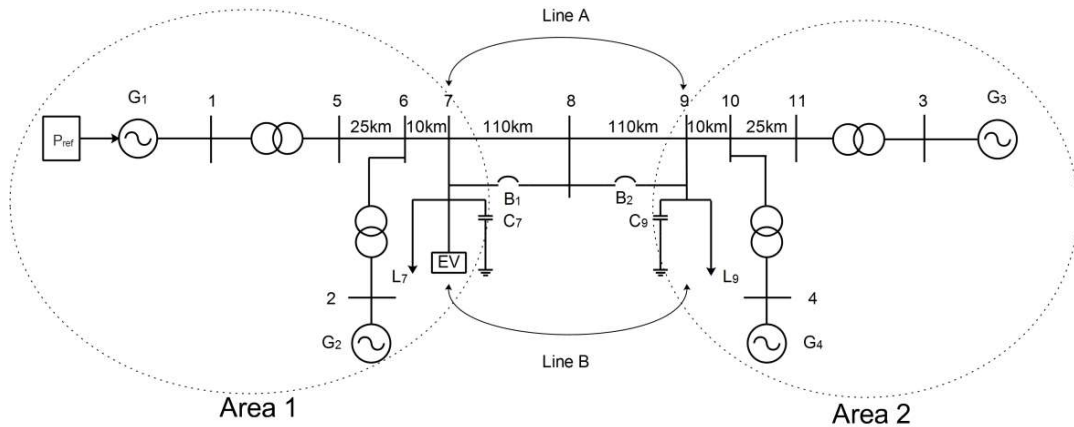 Line A
G1 1 5 6 7 8 9 10 11 3 G3
25km 10km 110km 110km 10km 25km
Pref
B1 B2
C7 C9
L7 EV L9
2 4
G2 G4
Line B
Area 1 Area 2